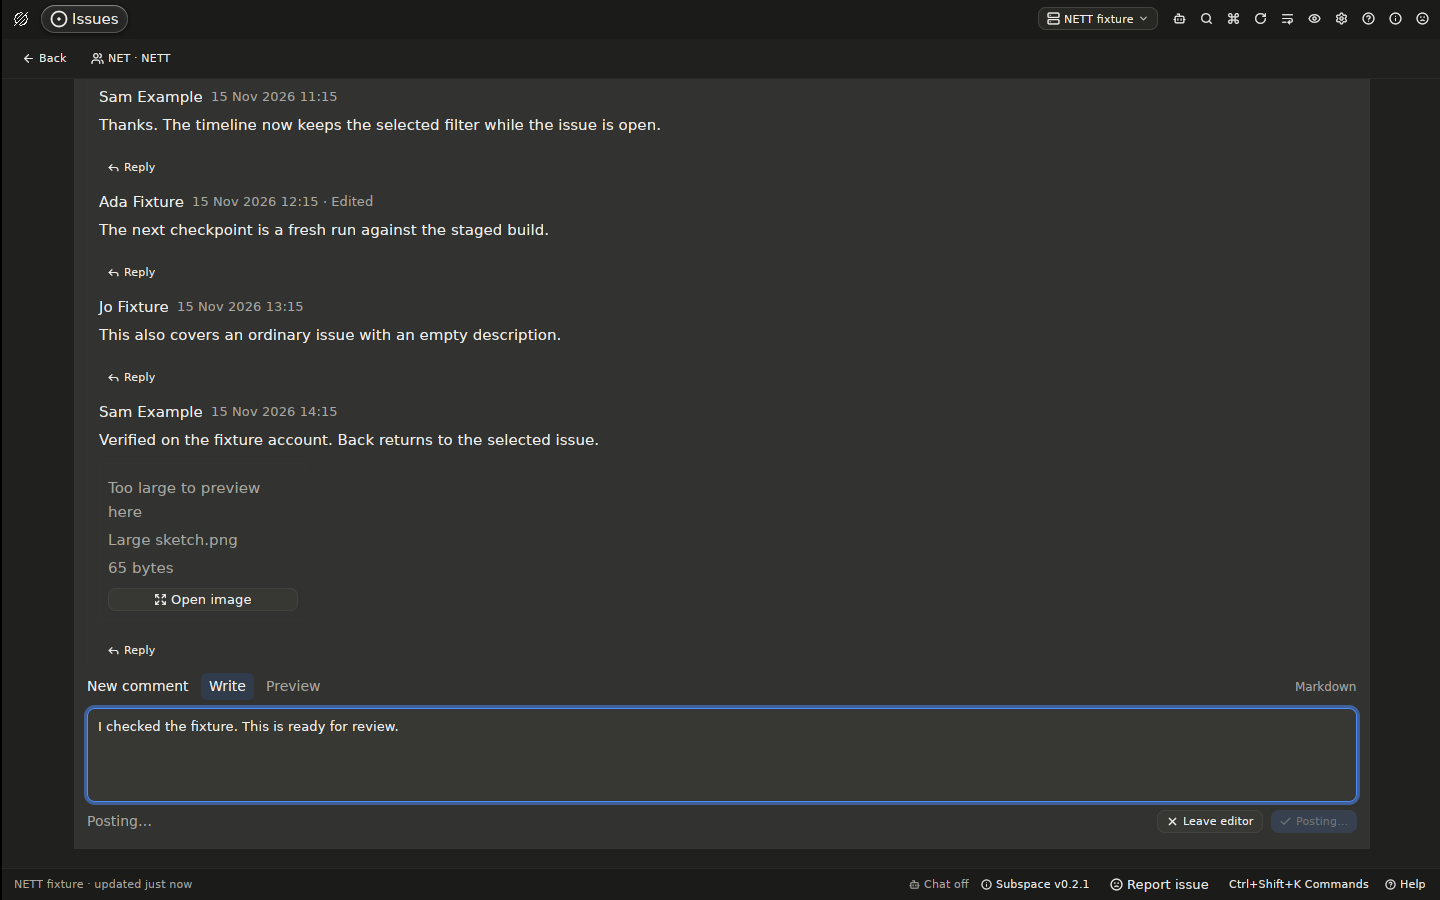 Issues
NETT fixture
Back
NET · NETT
Sam Example 15 Nov 2026 11:15
Thanks. The timeline now keeps the selected filter while the issue is open.
Reply
Ada Fixture 15 Nov 2026 12:15 · Edited
The next checkpoint is a fresh run against the staged build.
Reply
Jo Fixture 15 Nov 2026 13:15
This also covers an ordinary issue with an empty description.
Reply
Sam Example 15 Nov 2026 14:15
Verified on the fixture account. Back returns to the selected issue.
Too large to preview
here
Large sketch.png
65 bytes
Open image
Reply
New comment Write Preview Markdown
I checked the fixture. This is ready for review.
Posting… Leave editor Posting…
NETT fixture · updated just now Chat off Subspace v0.2.1 Report issue Ctrl+Shift+K Commands Help